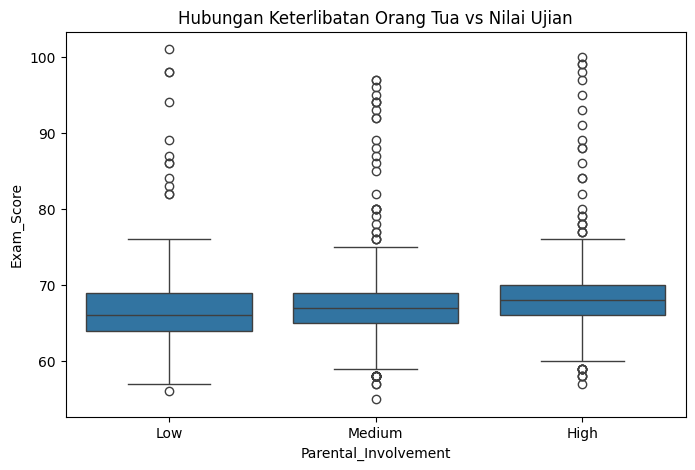 Hubungan Keterlibatan Orang Tua vs Nilai Ujian
100
90
80
70
60
Exam_Score
Low
Medium
High
Parental_Involvement